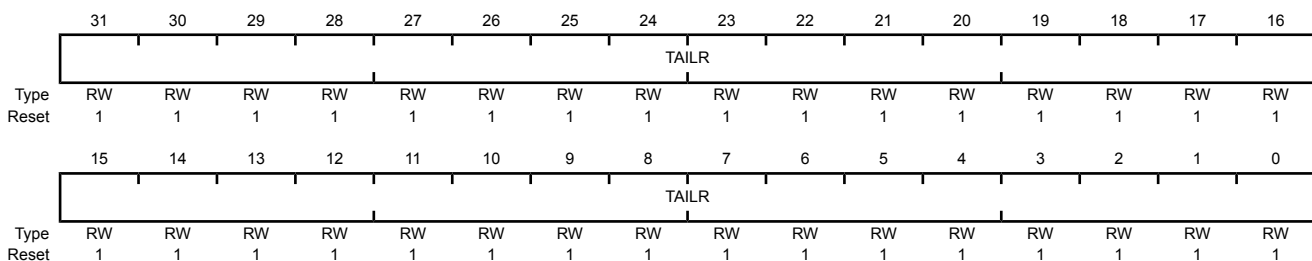 31 30 29 28 27 26 25 24 23 22 21 20 19 18 17 16
TAILR
Type RW RW RW RW RW RW RW RW RW RW RW RW RW RW RW RW
Reset 1 1 1 1 1 1 1 1 1 1 1 1 1 1 1 1
15 14 13 12 11 10 9 8 7 6 5 4 3 2 1 0
TAILR
Type RW RW RW RW RW RW RW RW RW RW RW RW RW RW RW RW
Reset 1 1 1 1 1 1 1 1 1 1 1 1 1 1 1 1